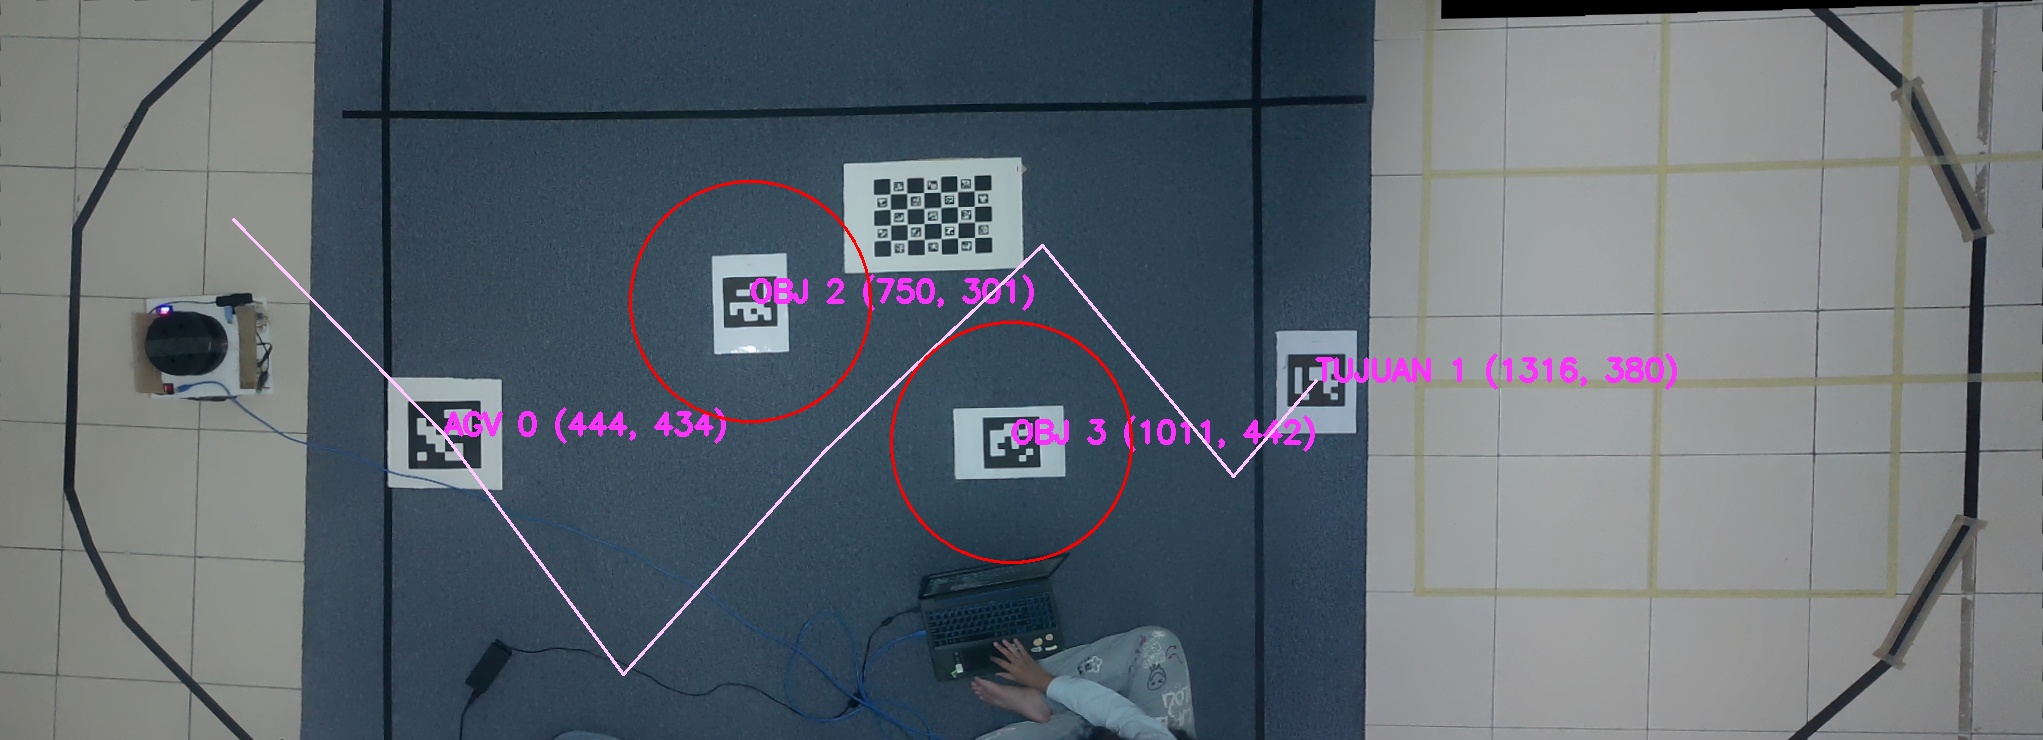 OBJ 2 (750, 301)
TUJUAN 1 (1316, 380)
AGV 0 (444, 434)
OBJ 3 (1011, 442)